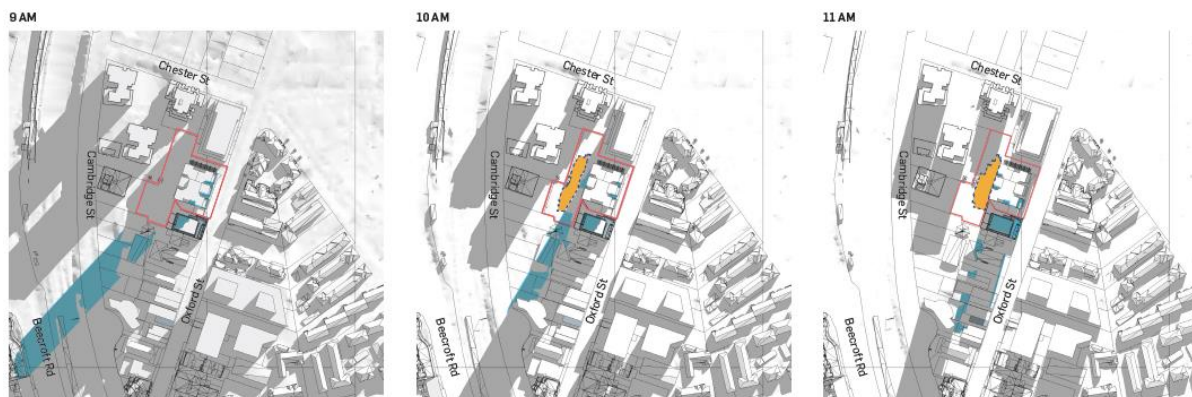 9 AM
Chester St
Cambridge St
Oxford St
Beecroft Rd
10 AM
Chester St
Cambridge St
Oxford St
Beecroft Rd
11 AM
Chester St
Cambridge St
Oxford St
Beecroft Rd